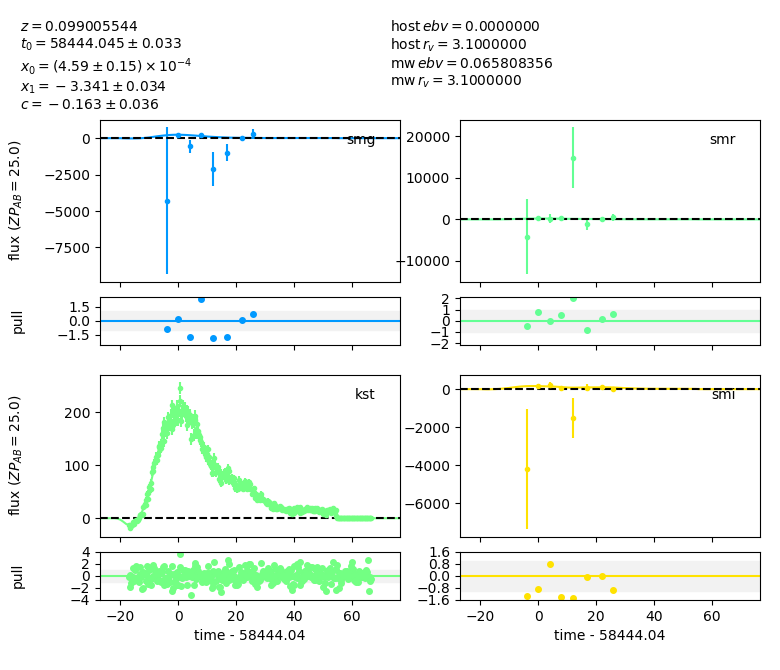 z = 0.099005544
t₀ = 58444.045 ± 0.033
x₀ = (4.59 ± 0.15) × 10⁻⁴
x₁ = −3.341 ± 0.034
c = −0.163 ± 0.036
host ebv = 0.0000000
host r_v = 3.1000000
mw ebv = 0.065808356
mw r_v = 3.1000000
flux (ZP_AB = 25.0)
0
−2500
−5000
−7500
smg
20000
10000
0
−10000
smr
pull
1.5
0.0
−1.5
2
1
0
−1
−2
flux (ZP_AB = 25.0)
200
100
0
kst
0
−2000
−4000
−6000
smi
pull
4
2
0
−2
−4
−20 0 20 40 60
time - 58444.04
1.6
0.8
0.0
−0.8
−1.6
−20 0 20 40 60
time - 58444.04